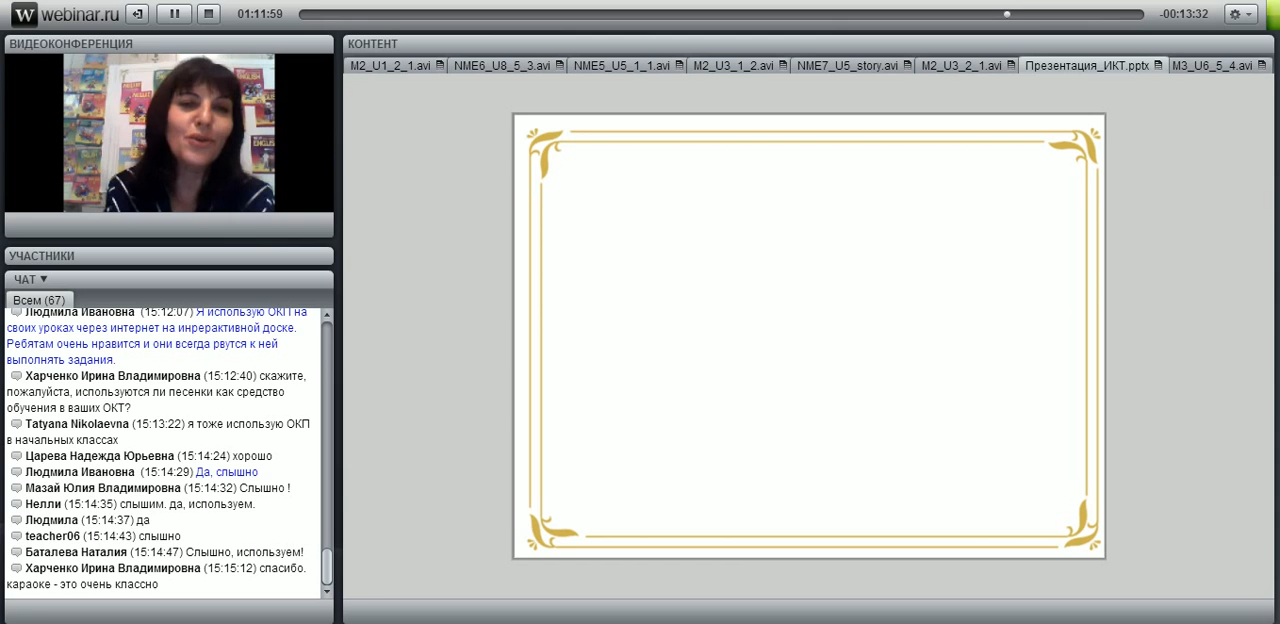 W webinar.ru 01:11:59 -00:13:32
ВИДЕОКОНФЕРЕНЦИЯ
КОНТЕНТ
M2_U1_2_1.avi NME6_U8_5_3.avi NME5_U5_1_1.avi M2_U3_1_2.avi NME7_U5_story.avi M2_U3_2_1.avi Презентация_ИКТ.pptx M3_U6_5_4.avi
ENGLISH
УЧАСТНИКИ
ЧАТ
Всем (67)
Людмила Ивановна (15:12:07) Я использую ОКП на
своих уроках через интернет на инрерактивной доске.
Ребятам очень нравится и они всегда рвутся к ней
выполнять задания.
Харченко Ирина Владимировна (15:12:40) скажите,
пожалуйста, используются ли песенки как средство
обучения в ваших ОКТ?
Tatyana Nikolaevna (15:13:22) я тоже использую ОКП
в начальных классах
Царева Надежда Юрьевна (15:14:24) хорошо
Людмила Ивановна (15:14:29) Да, слышно
Мазай Юлия Владимировна (15:14:32) Слышно !
Нелли (15:14:35) слышим. да, используем.
Людмила (15:14:37) да
teacher06 (15:14:43) слышно
Баталева Наталия (15:14:47) Слышно, используем!
Харченко Ирина Владимировна (15:15:12) спасибо.
караоке - это очень классно